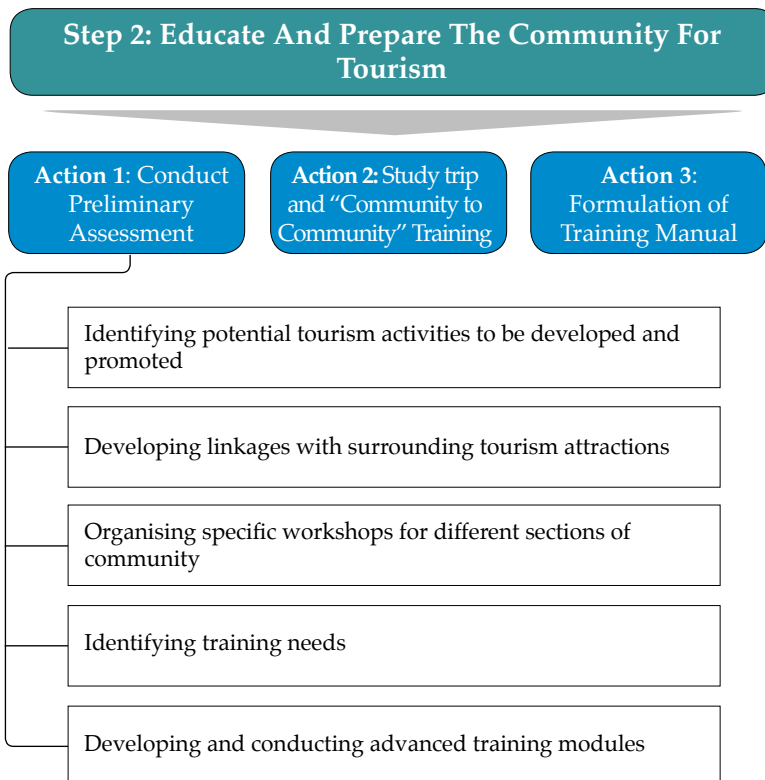 Step 2: Educate And Prepare The Community For
Tourism
Action 1: Conduct
Preliminary
Assessment
Action 2: Study trip
and “Community to
Community” Training
Action 3:
Formulation of
Training Manual
Identifying potential tourism activities to be developed and
promoted
Developing linkages with surrounding tourism attractions
Organising specific workshops for different sections of
community
Identifying training needs
Developing and conducting advanced training modules